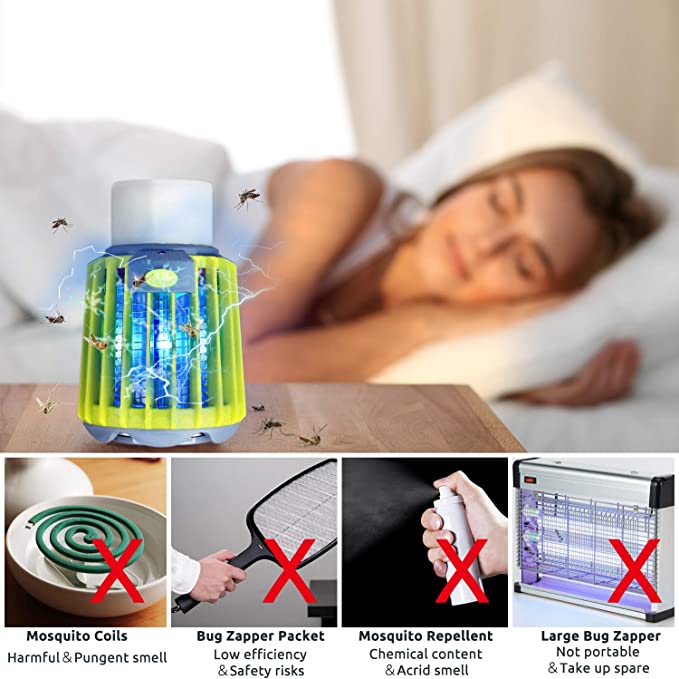 Mosquito Coils
Harmful & Pungent smell
Bug Zapper Packet
Low efficiency
& Safety risks
Mosquito Repellent
Chemical content
& Acrid smell
Large Bug Zapper
Not portable
& Take up spare